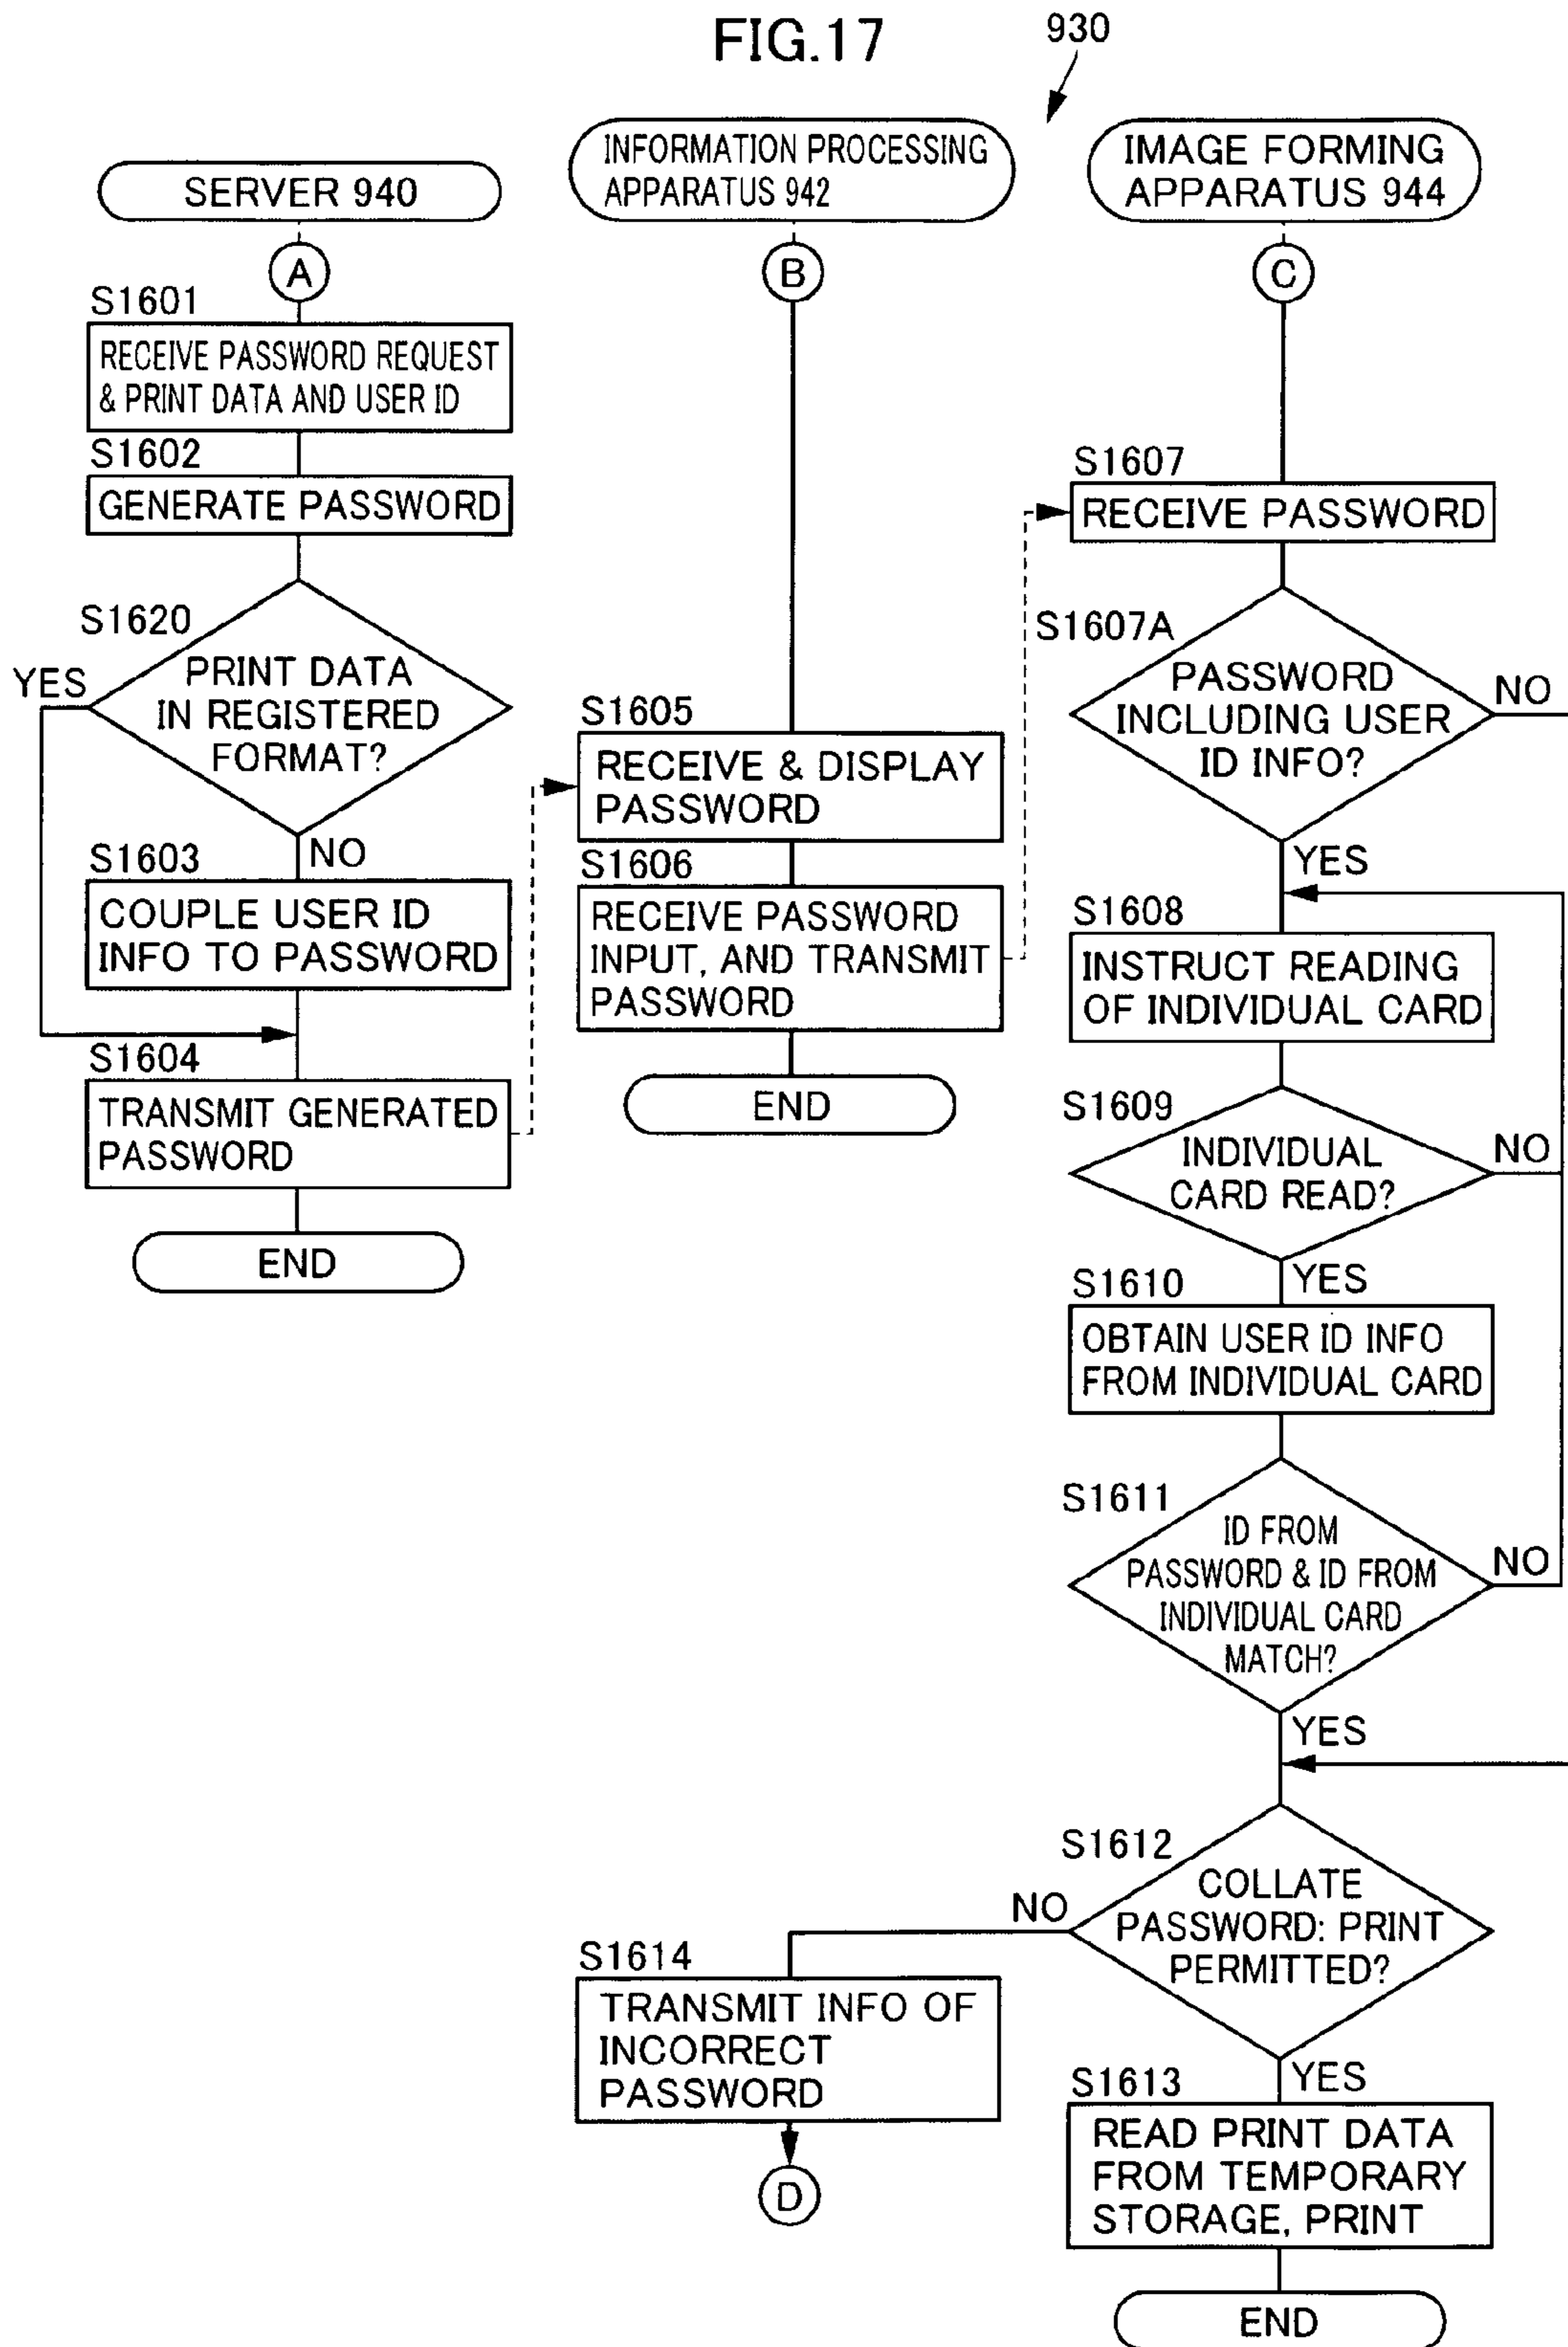 FIG.17
930
SERVER 940
A
S1601
RECEIVE PASSWORD REQUEST
& PRINT DATA AND USER ID
S1602
GENERATE PASSWORD
S1620
PRINT DATA
IN REGISTERED
FORMAT?
YES
NO
S1603
COUPLE USER ID
INFO TO PASSWORD
S1604
TRANSMIT GENERATED
PASSWORD
END
INFORMATION PROCESSING
APPARATUS 942
B
S1605
RECEIVE & DISPLAY
PASSWORD
S1606
RECEIVE PASSWORD
INPUT, AND TRANSMIT
PASSWORD
END
IMAGE FORMING
APPARATUS 944
C
S1607
RECEIVE PASSWORD
S1607A
PASSWORD
INCLUDING USER
ID INFO?
NO
YES
S1608
INSTRUCT READING
OF INDIVIDUAL CARD
S1609
INDIVIDUAL
CARD READ?
NO
YES
S1610
OBTAIN USER ID INFO
FROM INDIVIDUAL CARD
S1611
ID FROM
PASSWORD & ID FROM
INDIVIDUAL CARD
MATCH?
NO
YES
S1612
COLLATE
PASSWORD: PRINT
PERMITTED?
NO
S1614
TRANSMIT INFO OF
INCORRECT
PASSWORD
D
YES
S1613
READ PRINT DATA
FROM TEMPORARY
STORAGE, PRINT
END